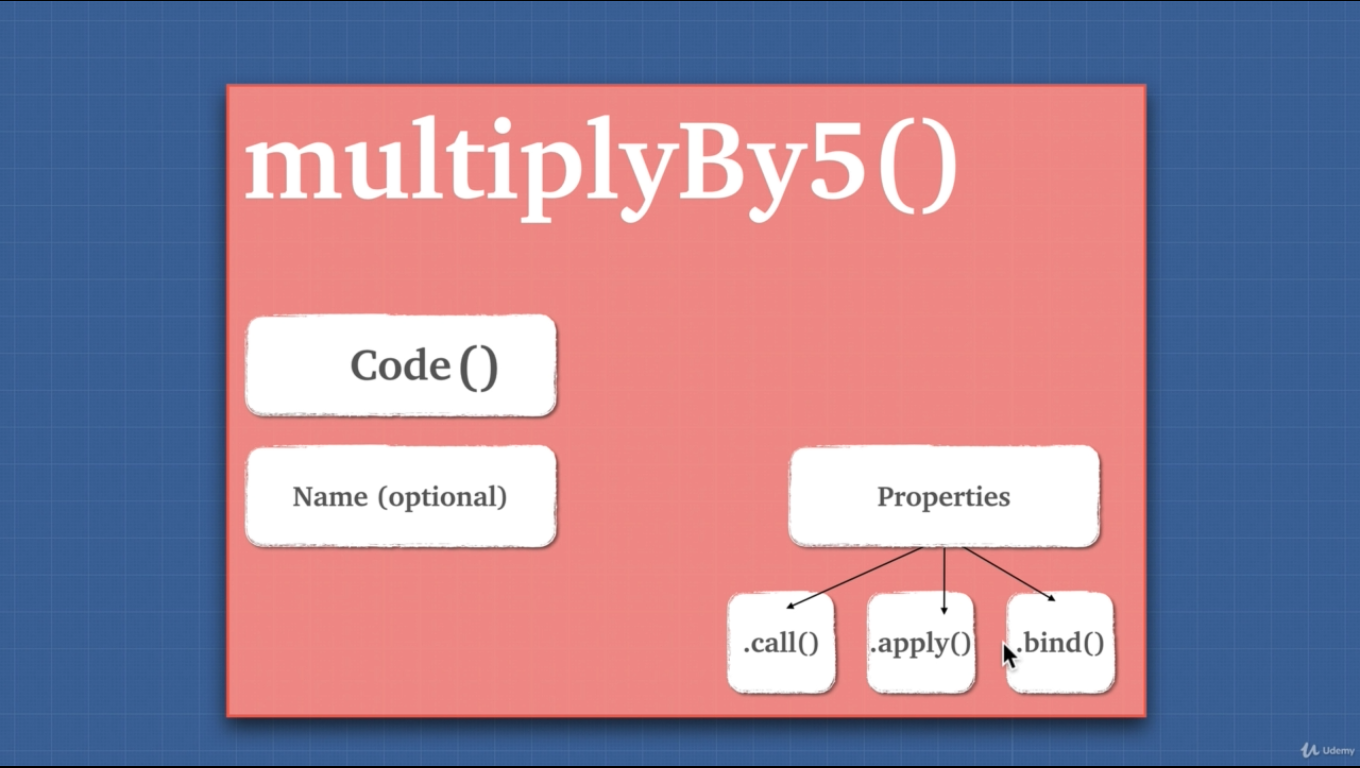 multiplyBy5()
Code ()
Name (optional)
Properties
.call()
.apply()
.bind()
Udemy